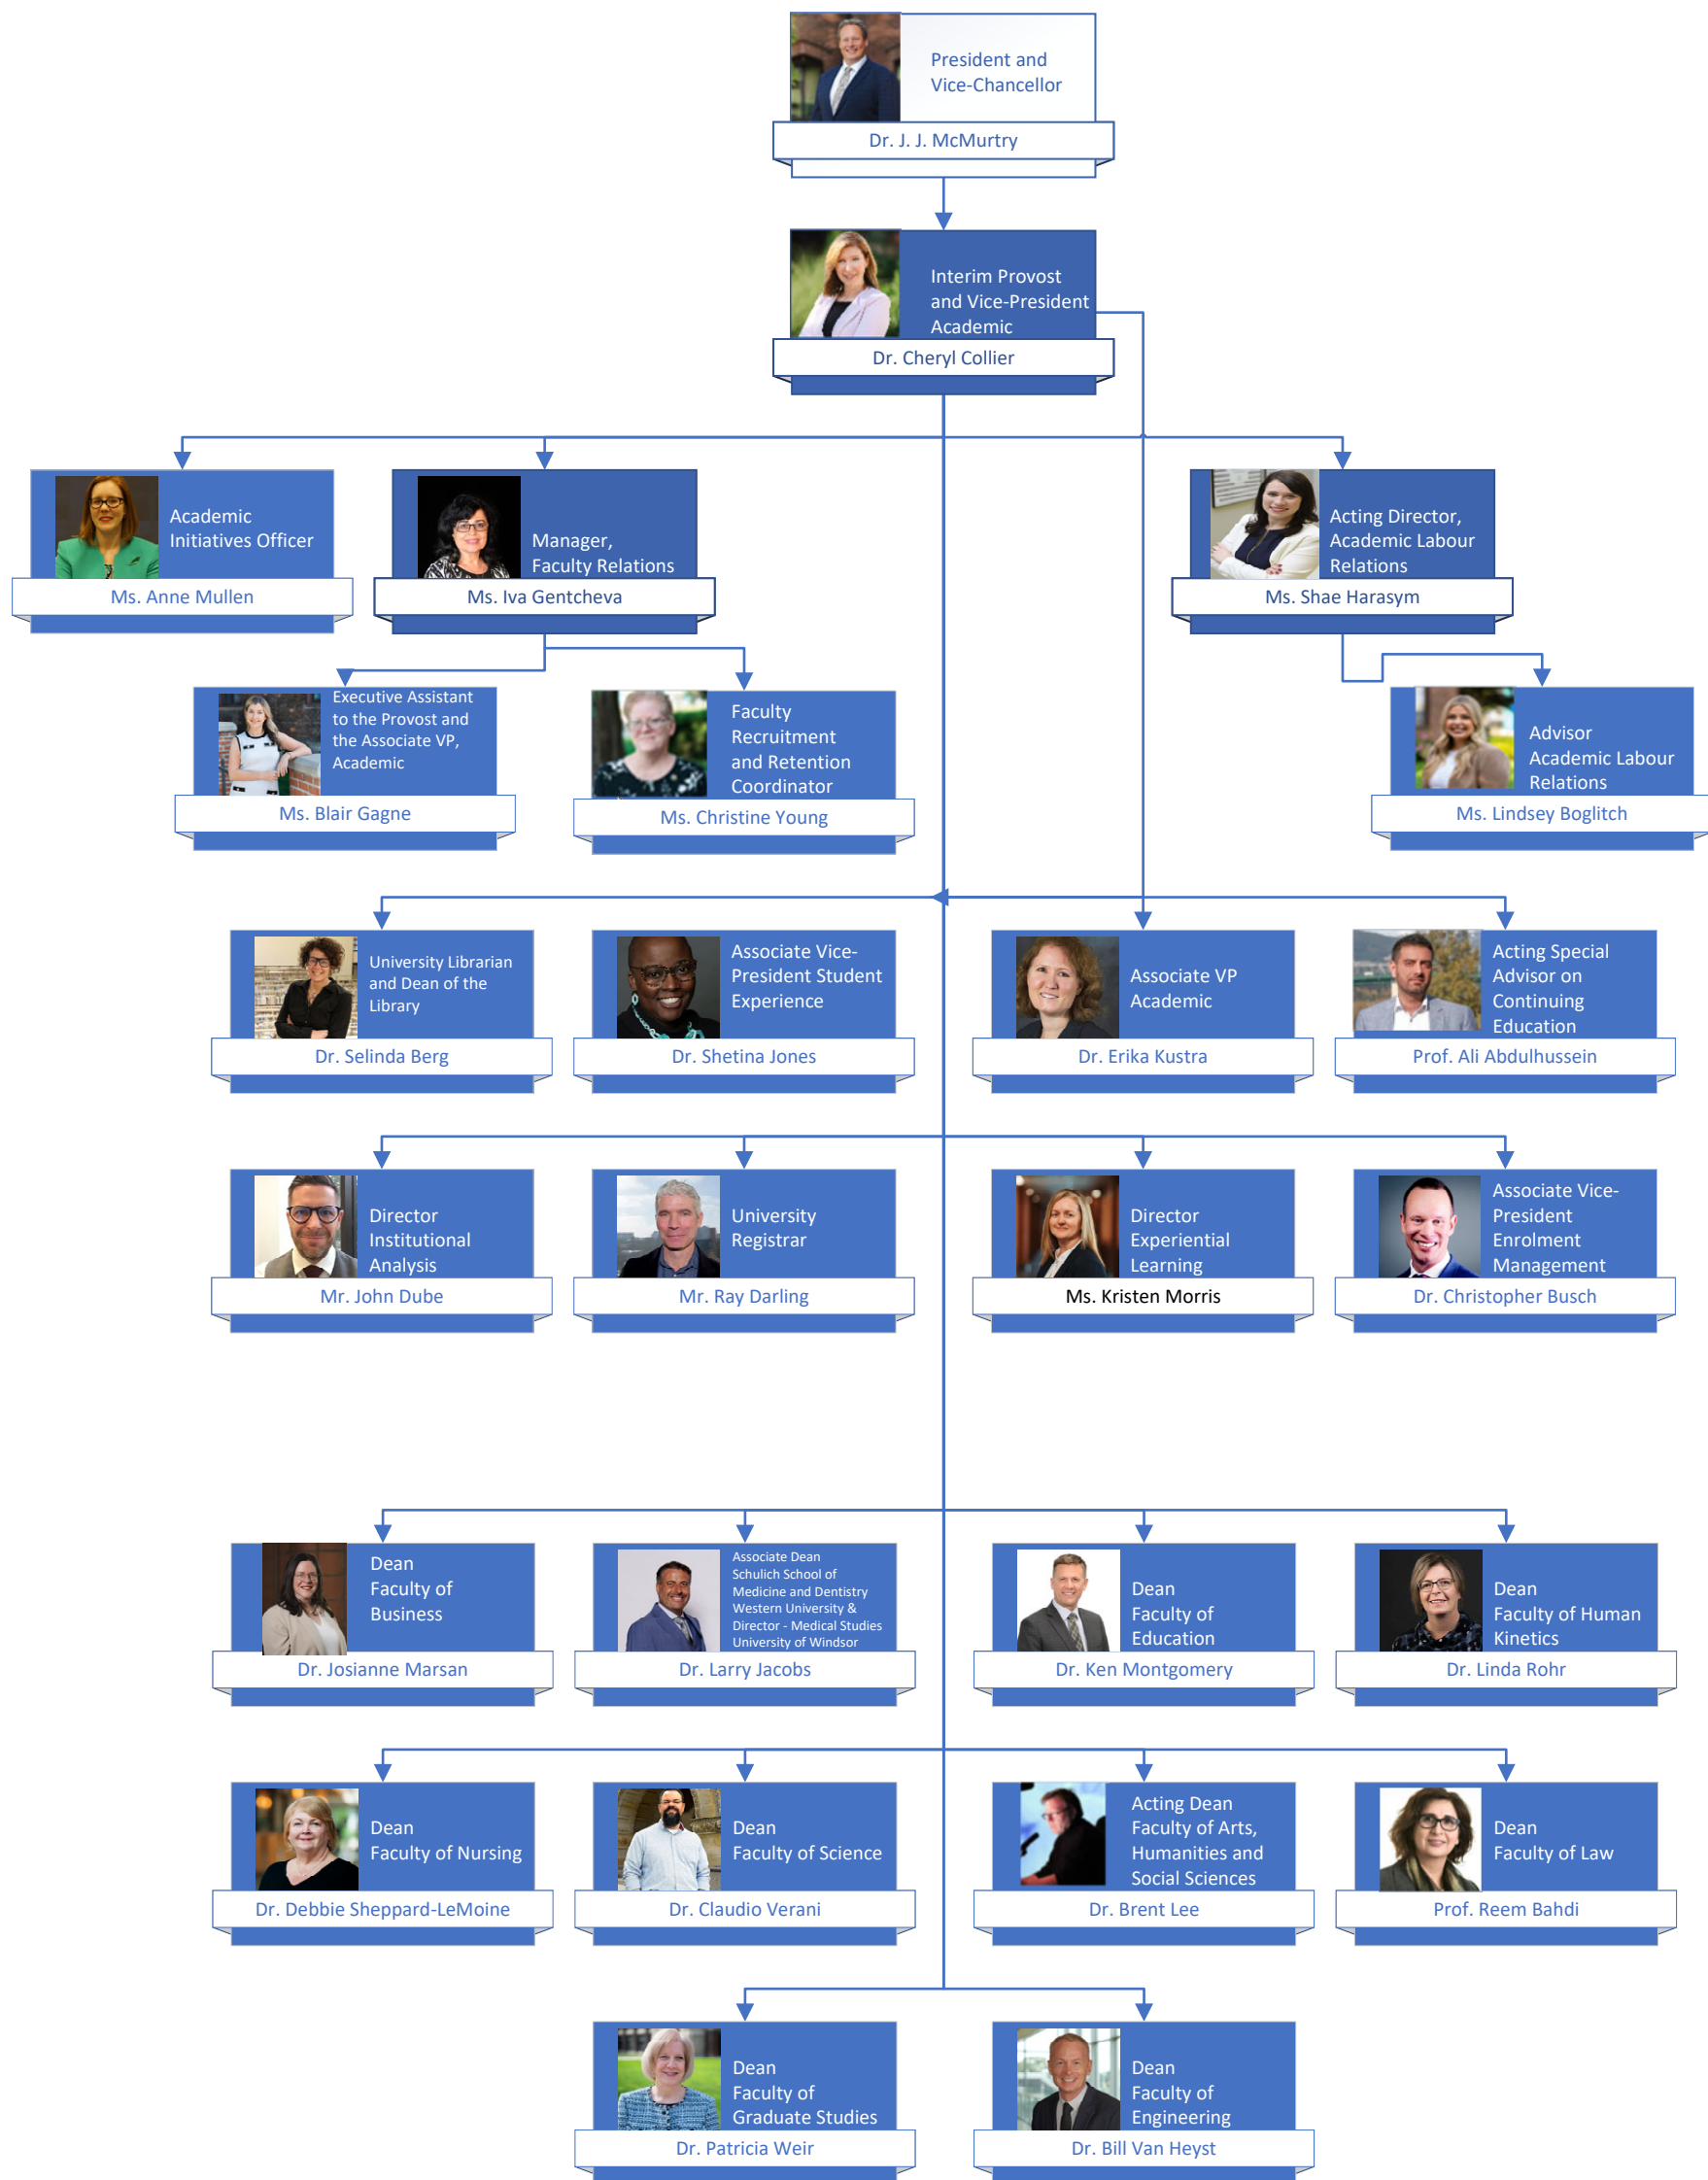 President and
Vice-Chancellor
Dr. J. J. McMurtry
Interim Provost
and Vice-President
Academic
Dr. Cheryl Collier
Academic
Initiatives Officer
Ms. Anne Mullen
Manager,
Faculty Relations
Ms. Iva Gentcheva
Acting Director,
Academic Labour
Relations
Ms. Shae Harasym
Executive Assistant
to the Provost and
the Associate VP,
Academic
Ms. Blair Gagne
Faculty
Recruitment
and Retention
Coordinator
Ms. Christine Young
Advisor
Academic Labour
Relations
Ms. Lindsey Boglitch
University Librarian
and Dean of the
Library
Dr. Selinda Berg
Associate Vice-
President Student
Experience
Dr. Shetina Jones
Associate VP
Academic
Dr. Erika Kustra
Acting Special
Advisor on
Continuing
Education
Prof. Ali Abdulhussein
Director
Institutional
Analysis
Mr. John Dube
University
Registrar
Mr. Ray Darling
Director
Experiential
Learning
Ms. Kristen Morris
Associate Vice-
President
Enrolment
Management
Dr. Christopher Busch
Dean
Faculty of
Business
Dr. Josianne Marsan
Associate Dean
Schulich School of
Medicine and Dentistry
Western University &
Director - Medical Studies
University of Windsor
Dr. Larry Jacobs
Dean
Faculty of
Education
Dr. Ken Montgomery
Dean
Faculty of Human
Kinetics
Dr. Linda Rohr
Dean
Faculty of Nursing
Dr. Debbie Sheppard-LeMoine
Dean
Faculty of Science
Dr. Claudio Verani
Acting Dean
Faculty of Arts,
Humanities and
Social Sciences
Dr. Brent Lee
Dean
Faculty of Law
Prof. Reem Bahdi
Dean
Faculty of
Graduate Studies
Dr. Patricia Weir
Dean
Faculty of
Engineering
Dr. Bill Van Heyst